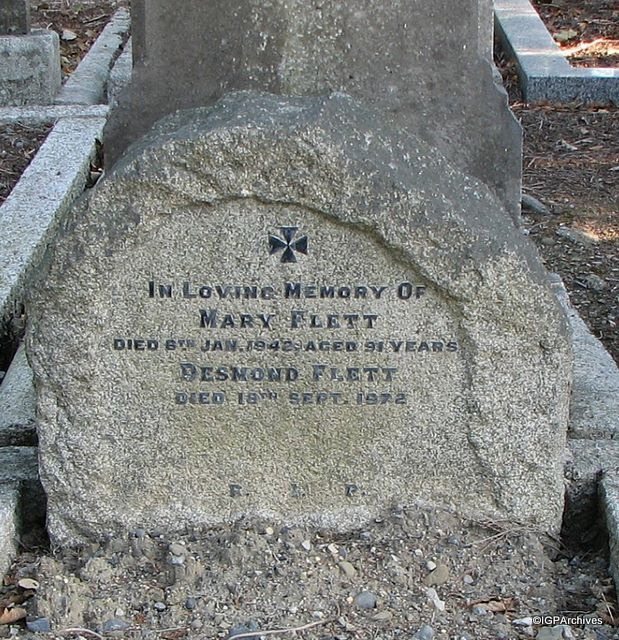 In Loving Memory Of
Mary Flett
Died 6th Jan. 1942, Aged 91 Years
Desmond Flett
Died 18th Sept. 1972
R. I. P.
©IGPArchives